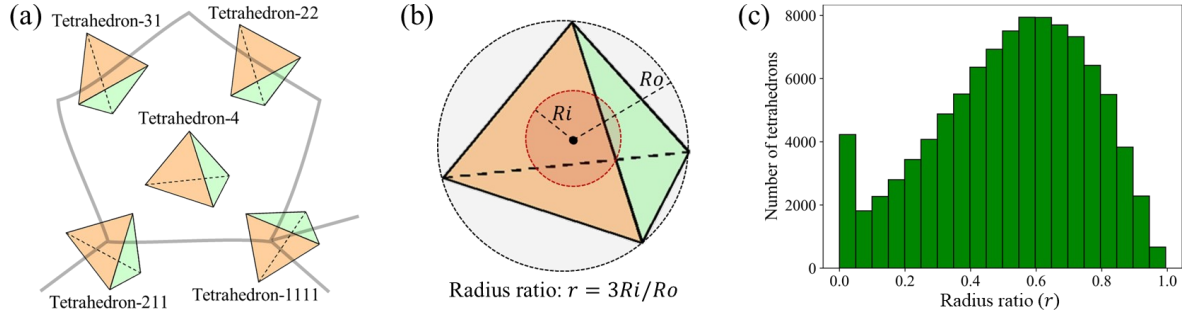 (a)
Tetrahedron-31
Tetrahedron-22
Tetrahedron-4
Tetrahedron-211
Tetrahedron-1111
(b)
Ro
Ri
Radius ratio: r = 3Ri/Ro
(c)
Number of tetrahedrons
8000
6000
4000
2000
0
0.0 0.2 0.4 0.6 0.8 1.0
Radius ratio (r)